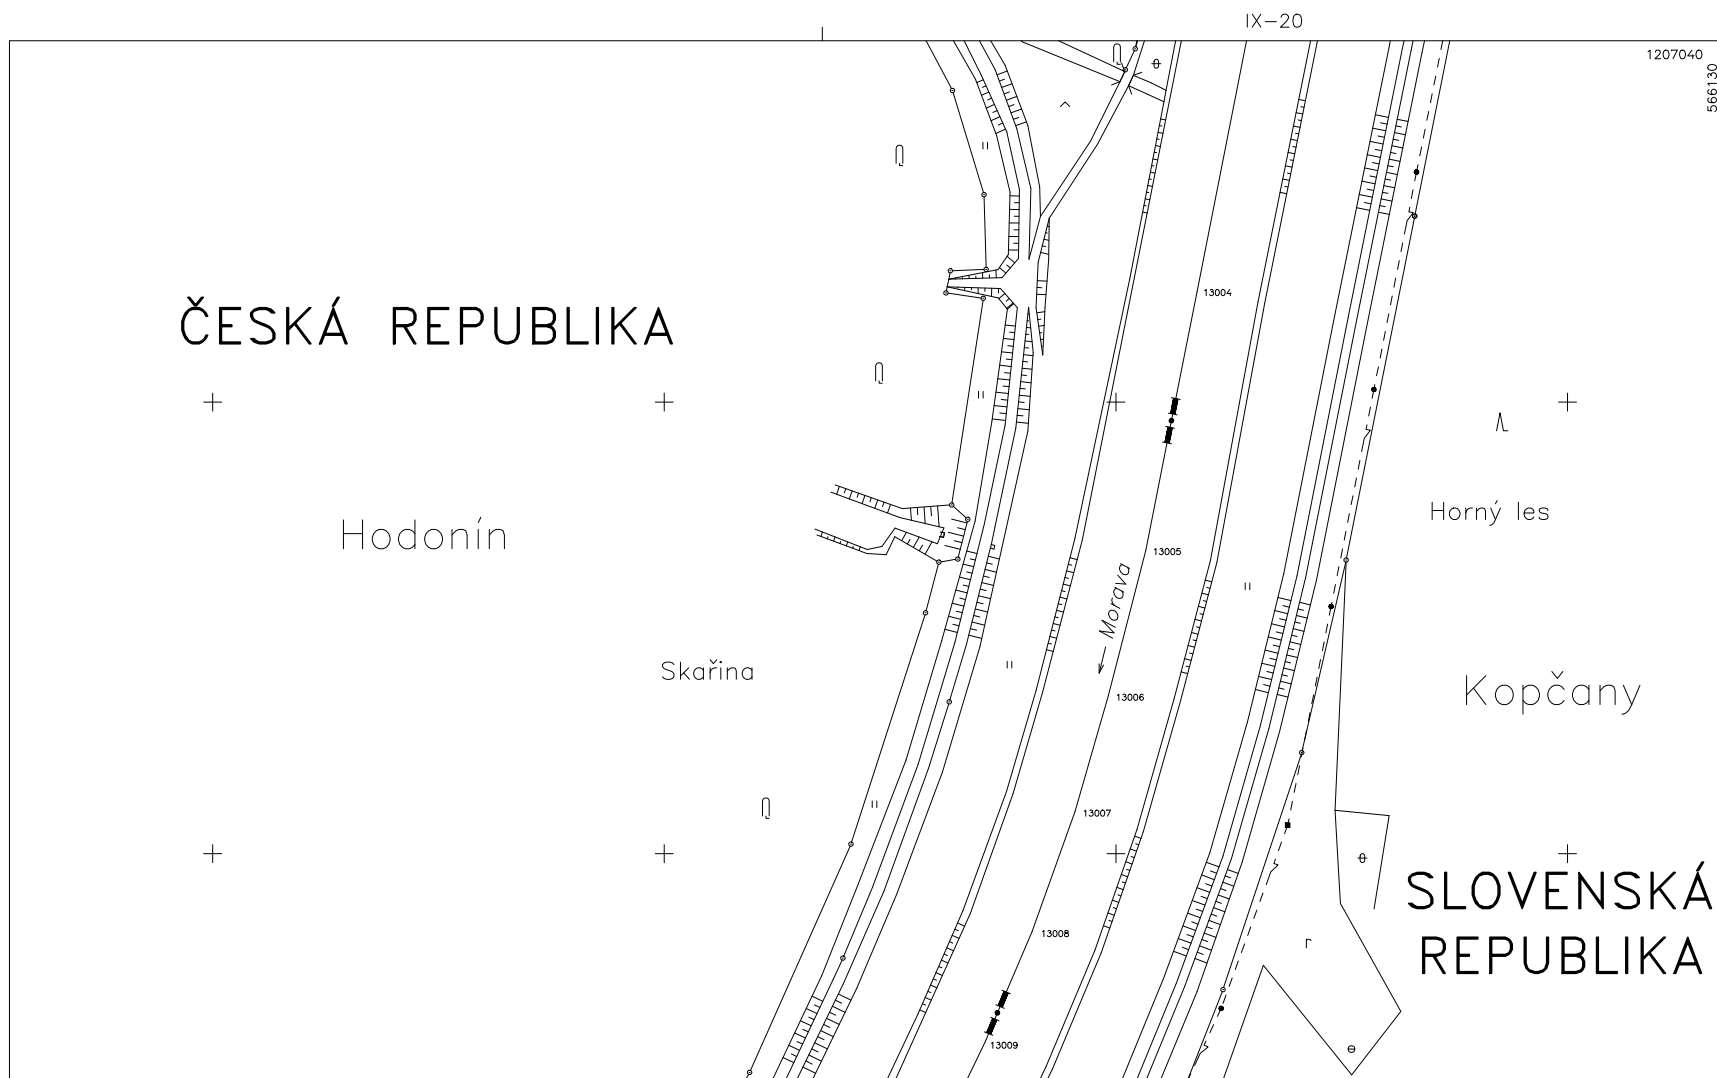 IX-20
1207040
566130
13004
ČESKÁ REPUBLIKA
Horný les
Hodonín
13005
Morava
Skařina
Kopčany
13006
13007
SLOVENSKÁ
REPUBLIKA
13008
13009